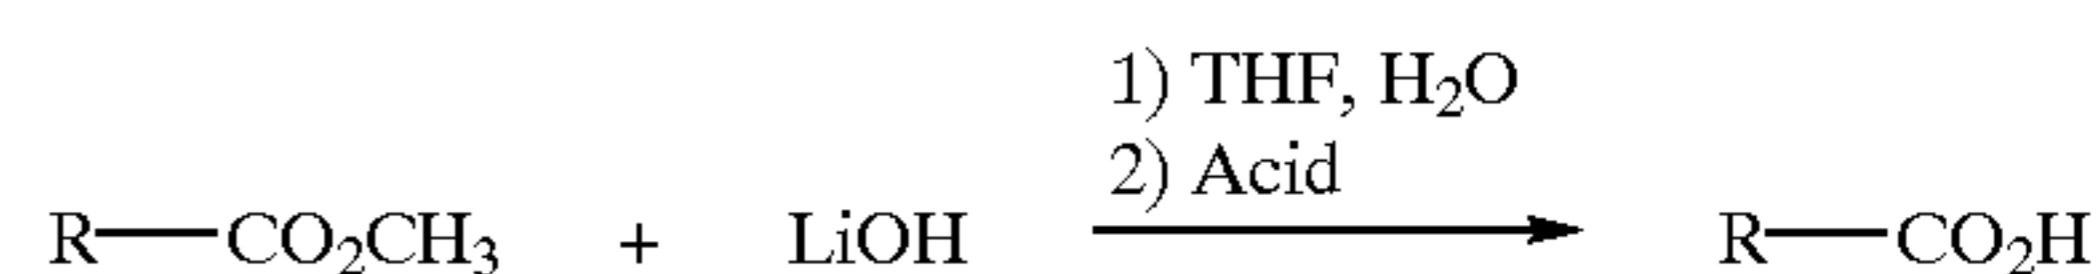 1) THF, H₂O
2) Acid
R—CO₂CH₃ + LiOH R—CO₂H